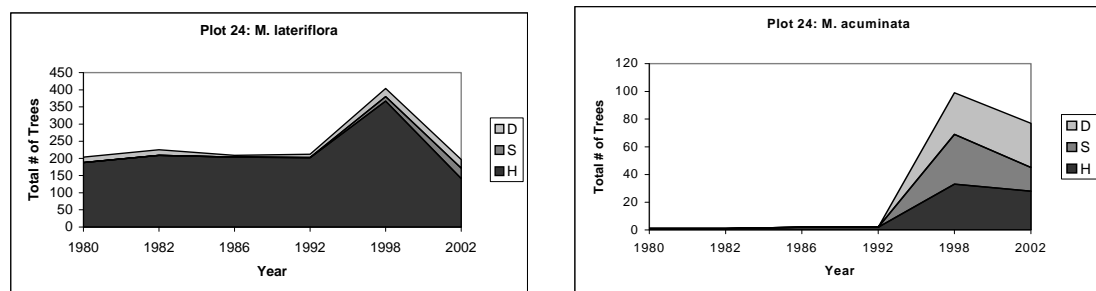 Plot 24: M. lateriflora
Total # of Trees
450
400
350
300
250
200
150
100
50
0
1980 1982 1986 1992 1998 2002
Year
D
S
H
Plot 24: M. acuminata
Total # of Trees
120
100
80
60
40
20
0
1980 1982 1986 1992 1998 2002
Year
D
S
H